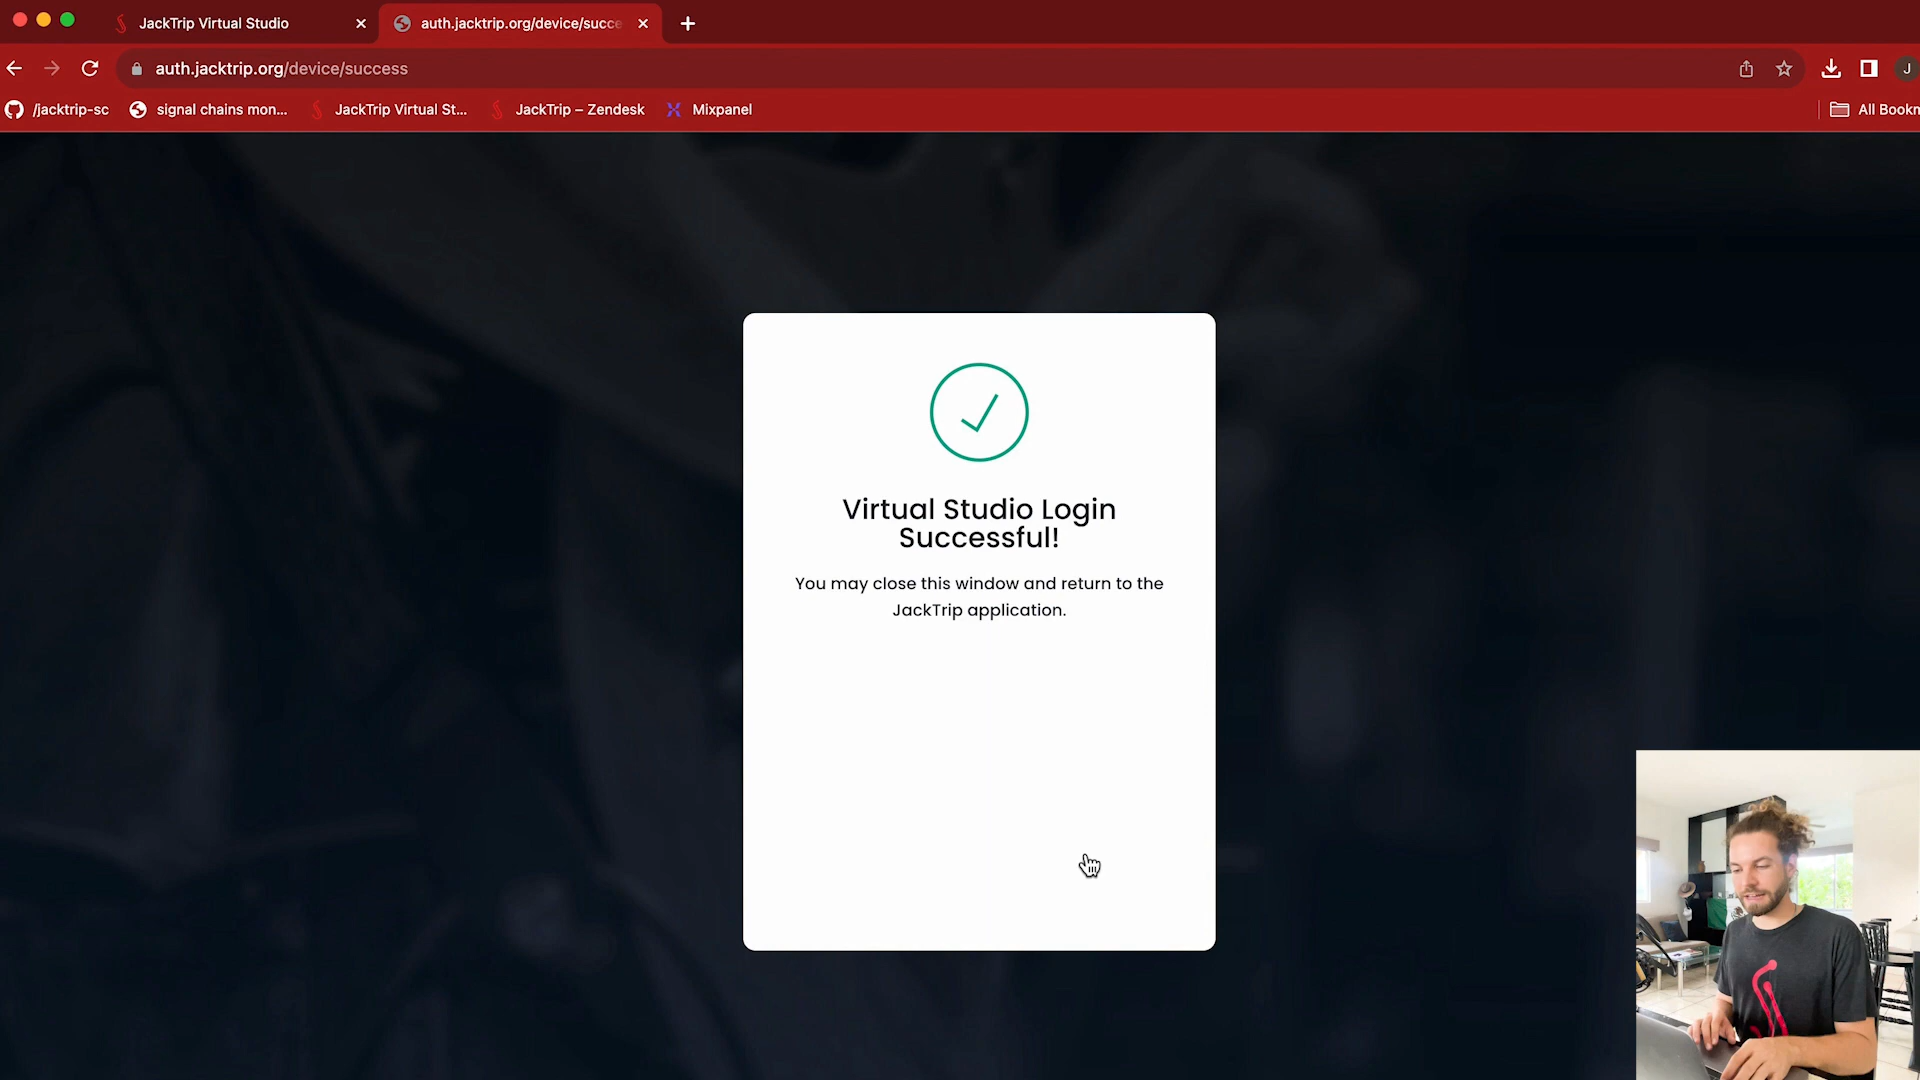 JackTrip Virtual Studio
auth.jacktrip.org/device/succe
auth.jacktrip.org/device/success
J
/jacktrip-sc
signal chains mon...
JackTrip Virtual St...
JackTrip – Zendesk
Mixpanel
All Bookm
Virtual Studio Login
Successful!
You may close this window and return to the
JackTrip application.